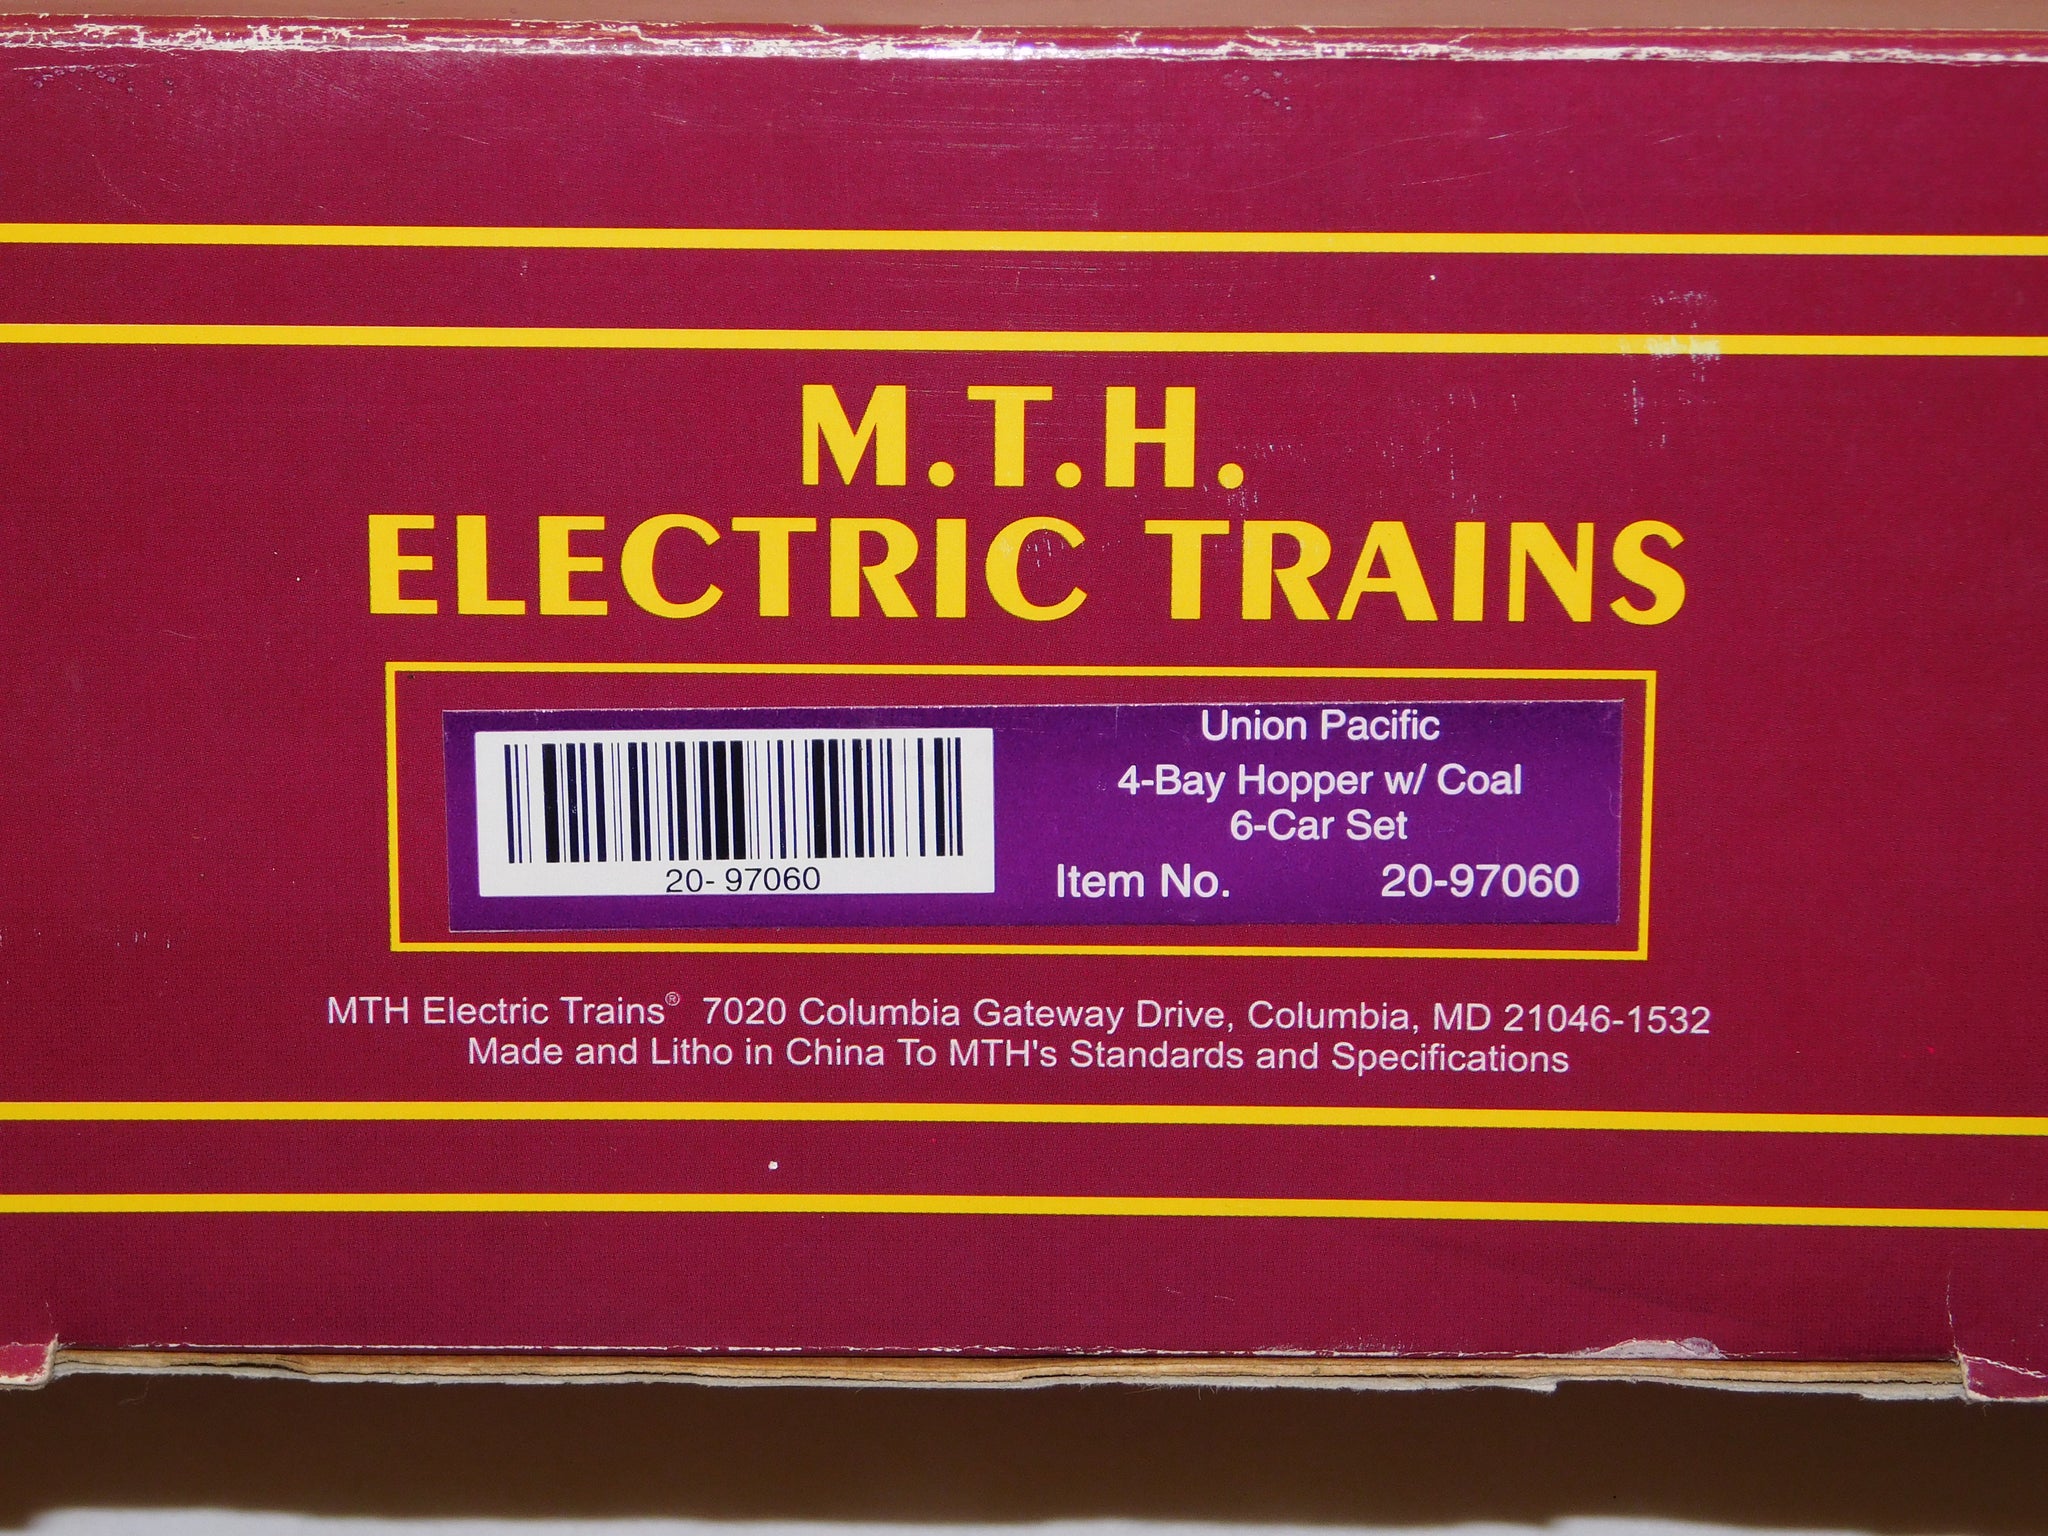 M.T.H.
ELECTRIC TRAINS
Union Pacific
4-Bay Hopper w/ Coal
6-Car Set
20- 97060
Item No. 20-97060
MTH Electric Trains® 7020 Columbia Gateway Drive, Columbia, MD 21046-1532
Made and Litho in China To MTH's Standards and Specifications